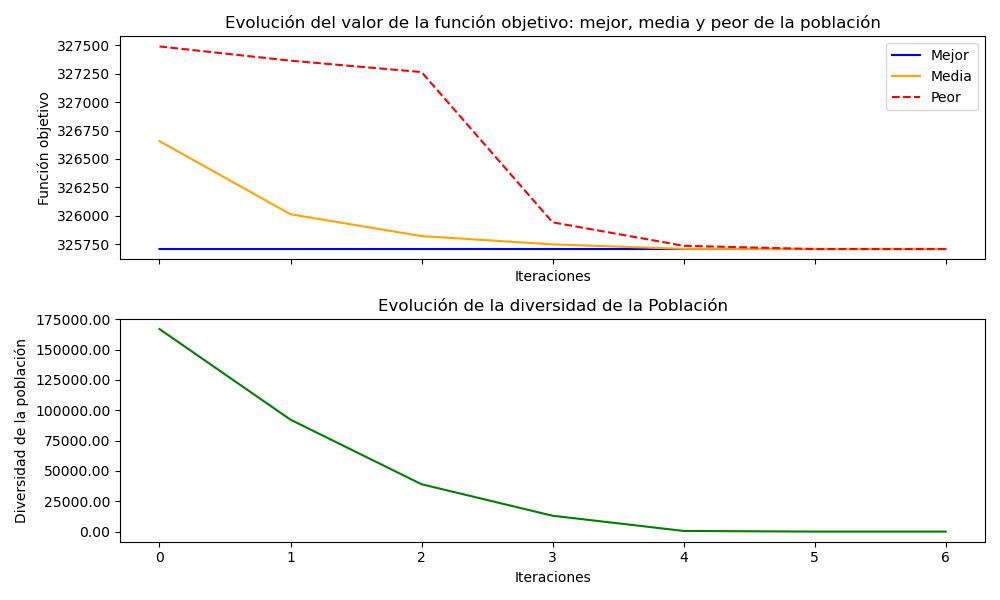 Evolución del valor de la función objetivo: mejor, media y peor de la población
327500
327250
327000
326750
326500
326250
326000
325750
Función objetivo
Mejor
Media
Peor
Iteraciones
Evolución de la diversidad de la Población
175000.00
150000.00
125000.00
100000.00
75000.00
50000.00
25000.00
0.00
Diversidad de la población
0 1 2 3 4 5 6
Iteraciones